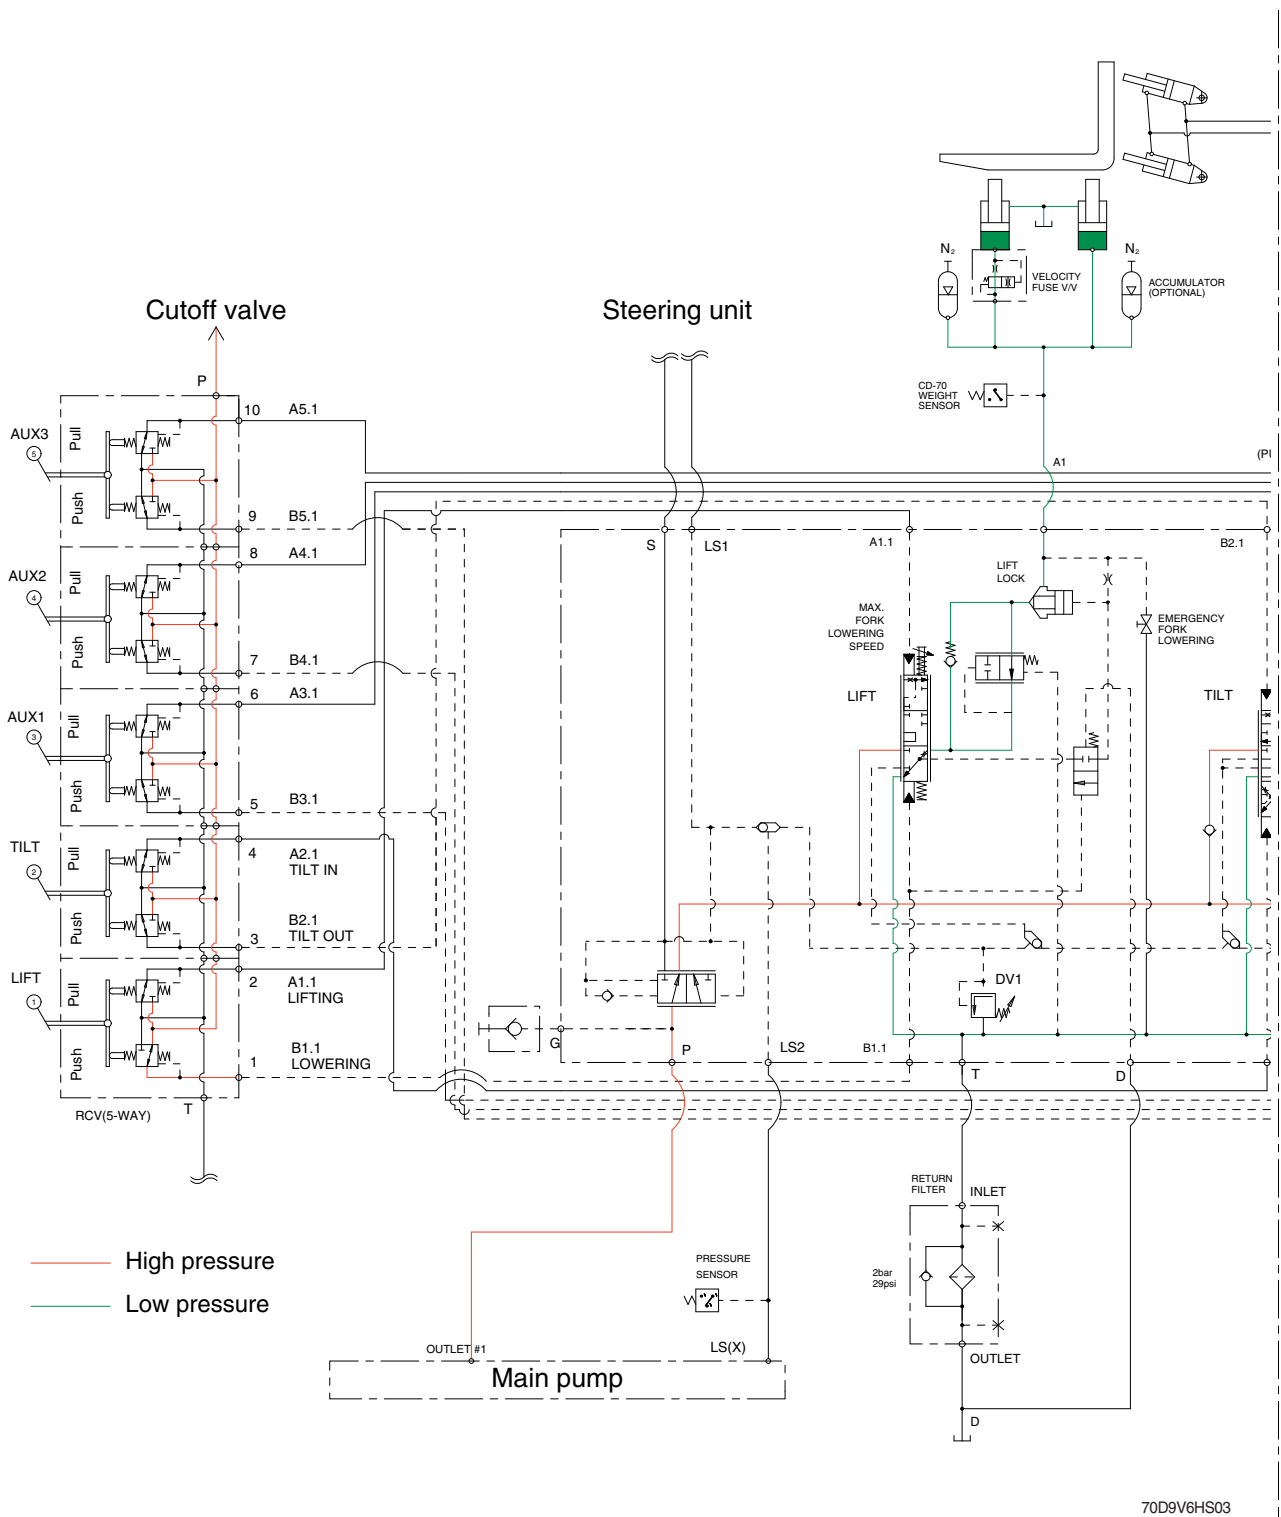 N2
N2
VELOCITY
FUSE V/V
ACCUMULATOR
(OPTIONAL)
Cutoff valve
Steering unit
P
CD-70
WEIGHT
SENSOR
10
A5.1
AUX3
5
Pull
Push
A1
9
B5.1
8
A4.1
S
LS1
A1.1
B2.1
AUX2
4
Pull
Push
LIFT
LOCK
MAX.
FORK
LOWERING
SPEED
EMERGENCY
FORK
LOWERING
7
B4.1
6
A3.1
LIFT
TILT
AUX1
3
Pull
Push
5
B3.1
TILT
2
Pull
Push
4
A2.1
TILT IN
B2.1
TILT OUT
3
LIFT
1
Pull
Push
2
A1.1
LIFTING
DV1
B1.1
LOWERING
1
G
P
LS2
B1.1
T
D
RCV(5-WAY)
T
RETURN
FILTER
INLET
High pressure
Low pressure
PRESSURE
SENSOR
2bar
29psi
OUTLET #1
LS(X)
OUTLET
Main pump
D
70D9V6HS03